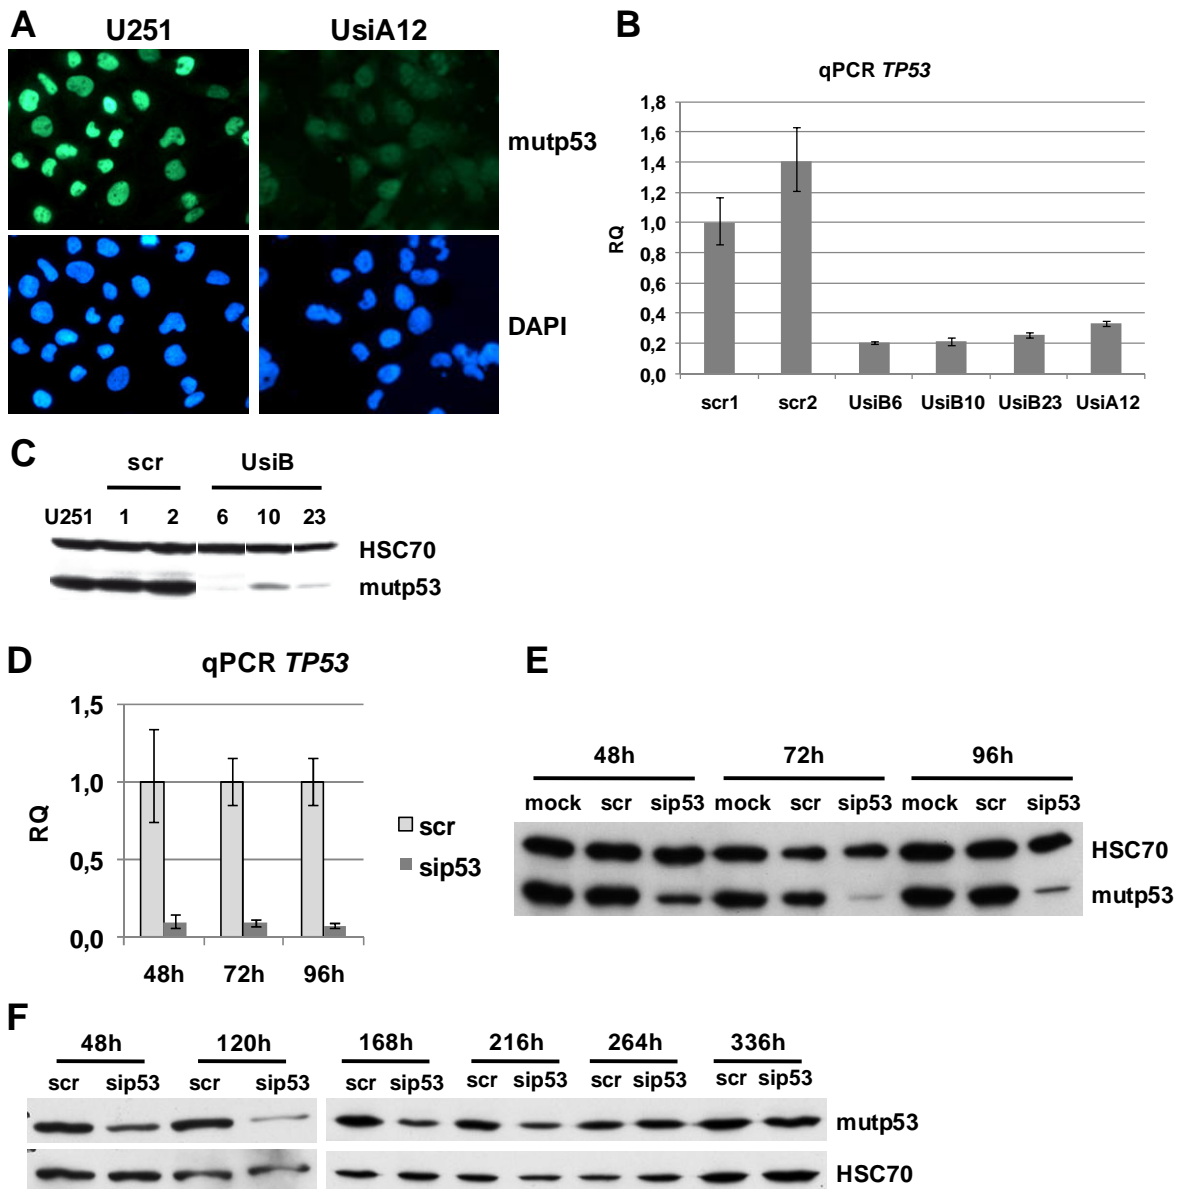 A
U251 UsiA12
mutp53
DAPI
B
qPCR TP53
1,8
1,6
1,4
1,2
1,0
0,8
0,6
0,4
0,2
0,0
RQ
scr1 scr2 UsiB6 UsiB10 UsiB23 UsiA12
C
scr UsiB
U251 1 2 6 10 23
HSC70
mutp53
D
qPCR TP53
1,5
1,0
0,5
0,0
RQ
48h 72h 96h
scr
sip53
E
48h 72h 96h
mock scr sip53 mock scr sip53 mock scr sip53
HSC70
mutp53
F
48h 120h 168h 216h 264h 336h
scr sip53 scr sip53 scr sip53 scr sip53 scr sip53 scr sip53
mutp53
HSC70